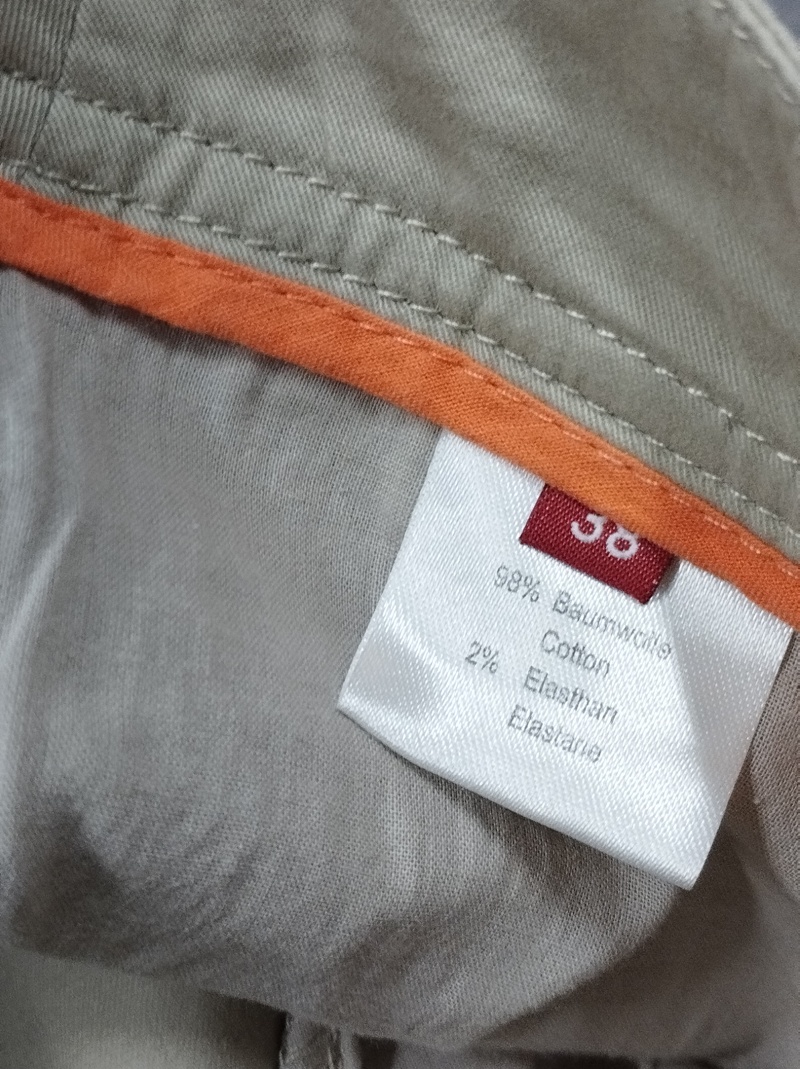 38
98% Baumwolle
Cotton
2% Elasthan
Elastane